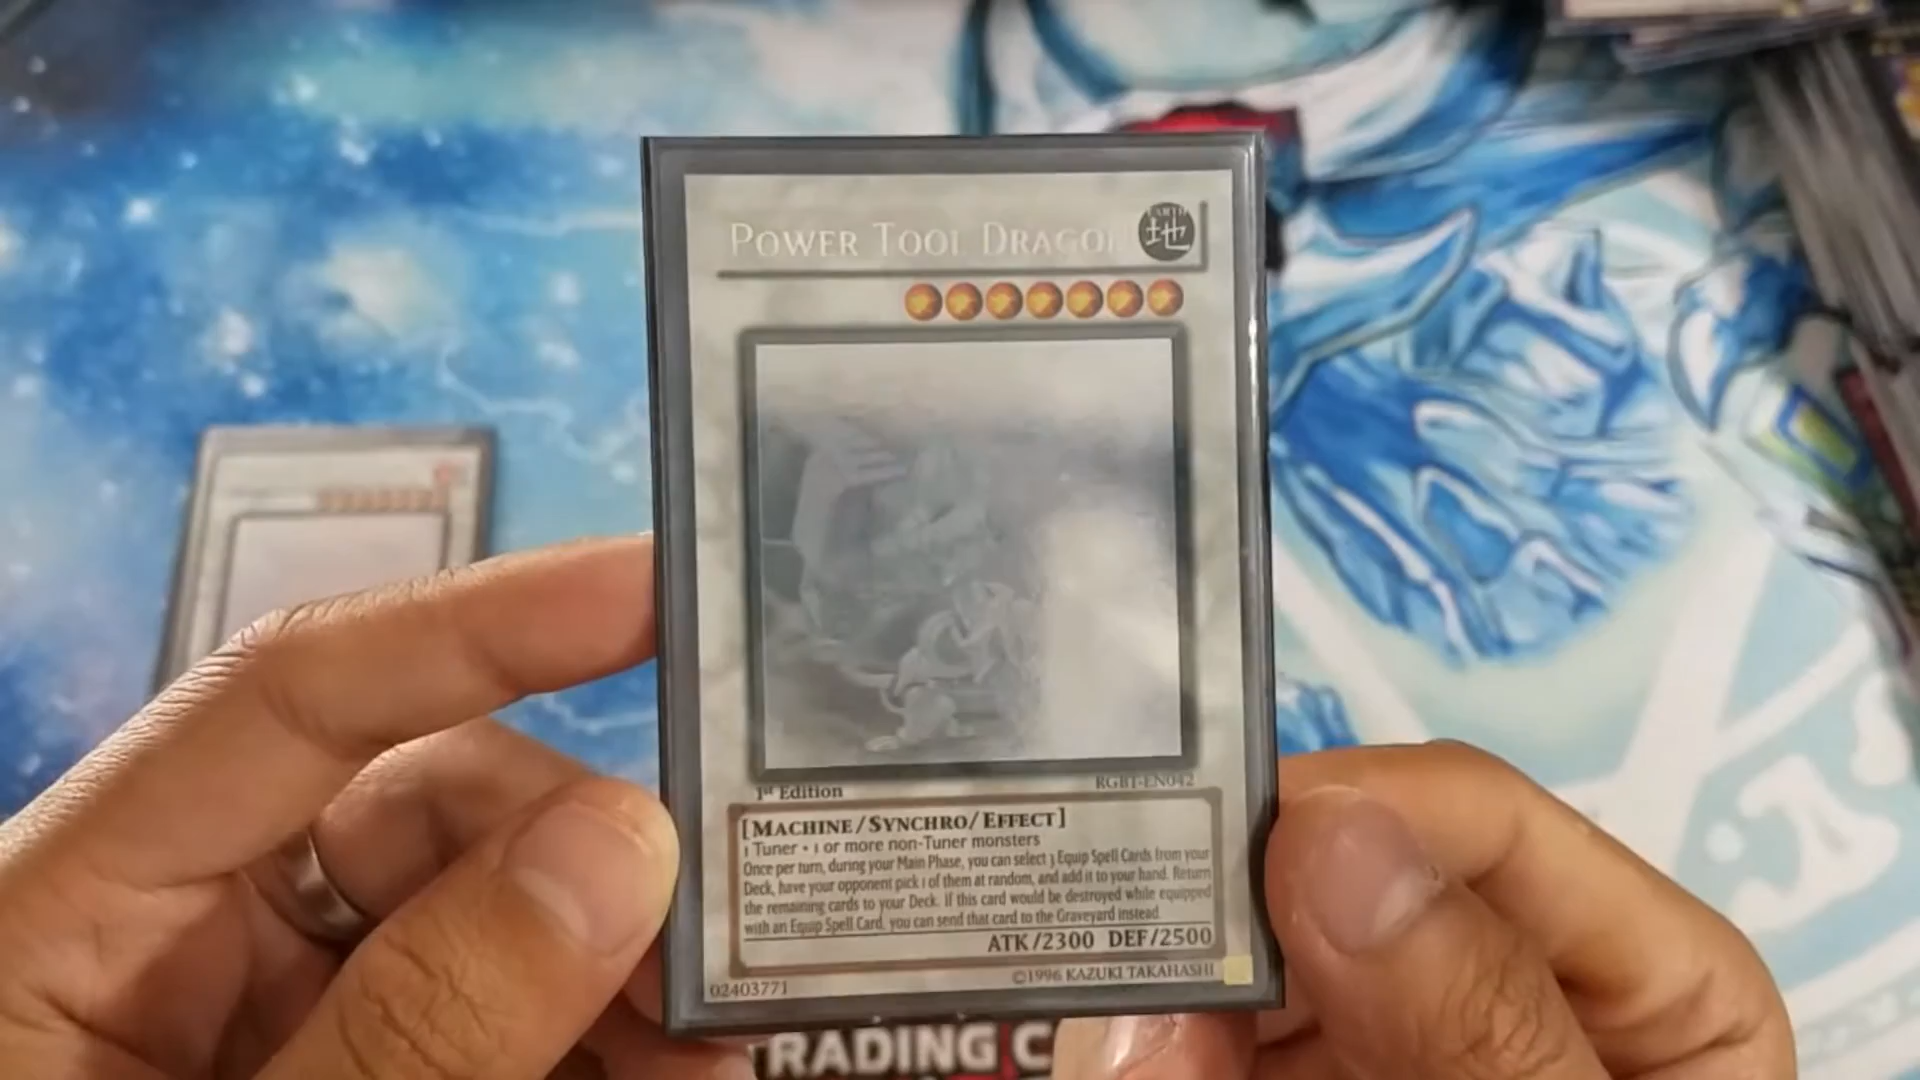 POWER TOOL DRAGON
EARTH
地
1st Edition
RGBT-EN042
[MACHINE/SYNCHRO/EFFECT]
1 Tuner + 1 or more non-Tuner monsters
Once per turn, during your Main Phase, you can select 3 Equip Spell Cards from your
Deck, have your opponent pick 1 of them at random, and add it to your hand. Return
the remaining cards to your Deck. If this card would be destroyed while equipped
with an Equip Spell Card, you can send that card to the Graveyard instead.
ATK/2300 DEF/2500
02403771
©1996 KAZUKI TAKAHASHI
TRADING C